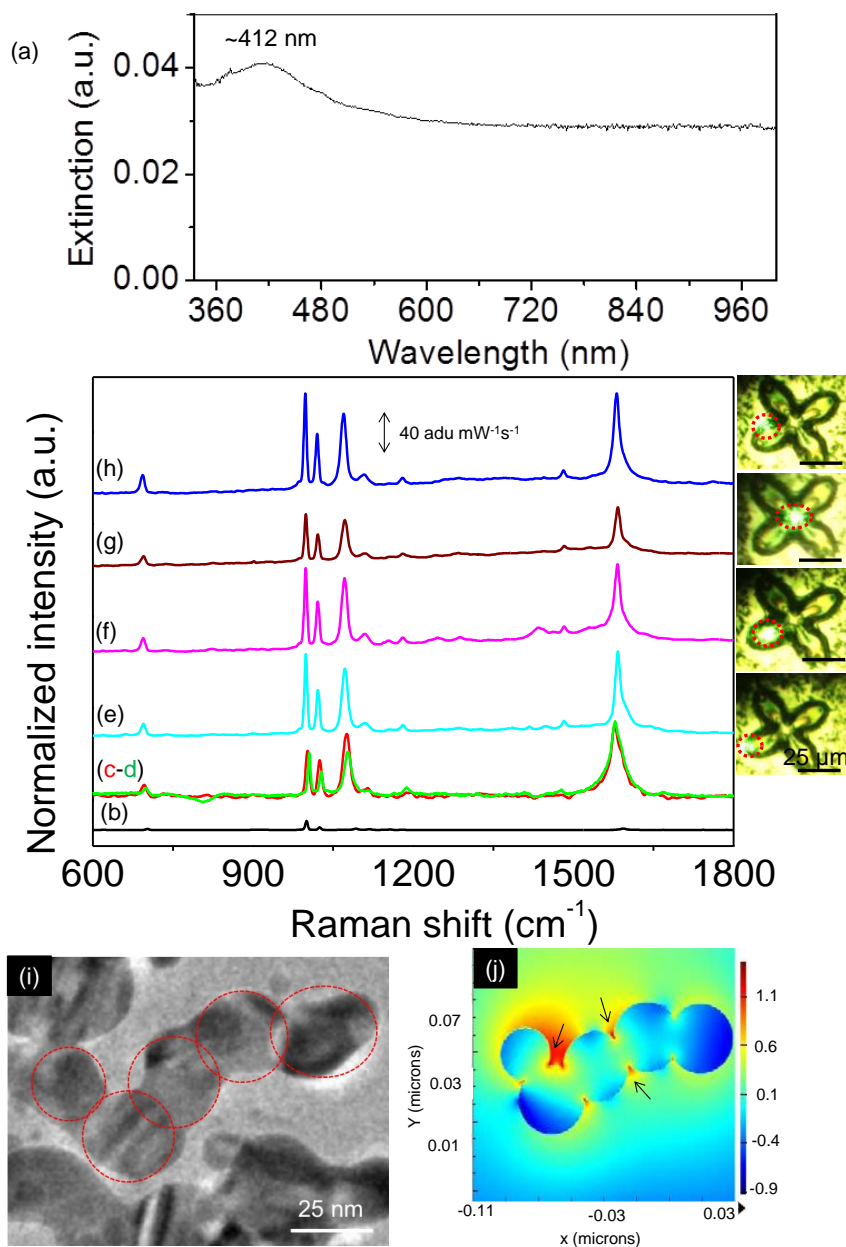 (a)
~412 nm
Extinction (a.u.)
0.04
0.02
0.00
360 480 600 720 840 960
Wavelength (nm)
Normalized intensity (a.u.)
40 adu mW⁻¹s⁻¹
(h)
(g)
(f)
(e)
(c-d)
(b)
25 µm
600 900 1200 1500 1800
Raman shift (cm⁻¹)
(i)
25 nm
(j)
Y (microns)
0.07
0.03
0.01
-0.11 -0.03 0.03
x (microns)
1.1
0.6
0.1
-0.4
-0.9